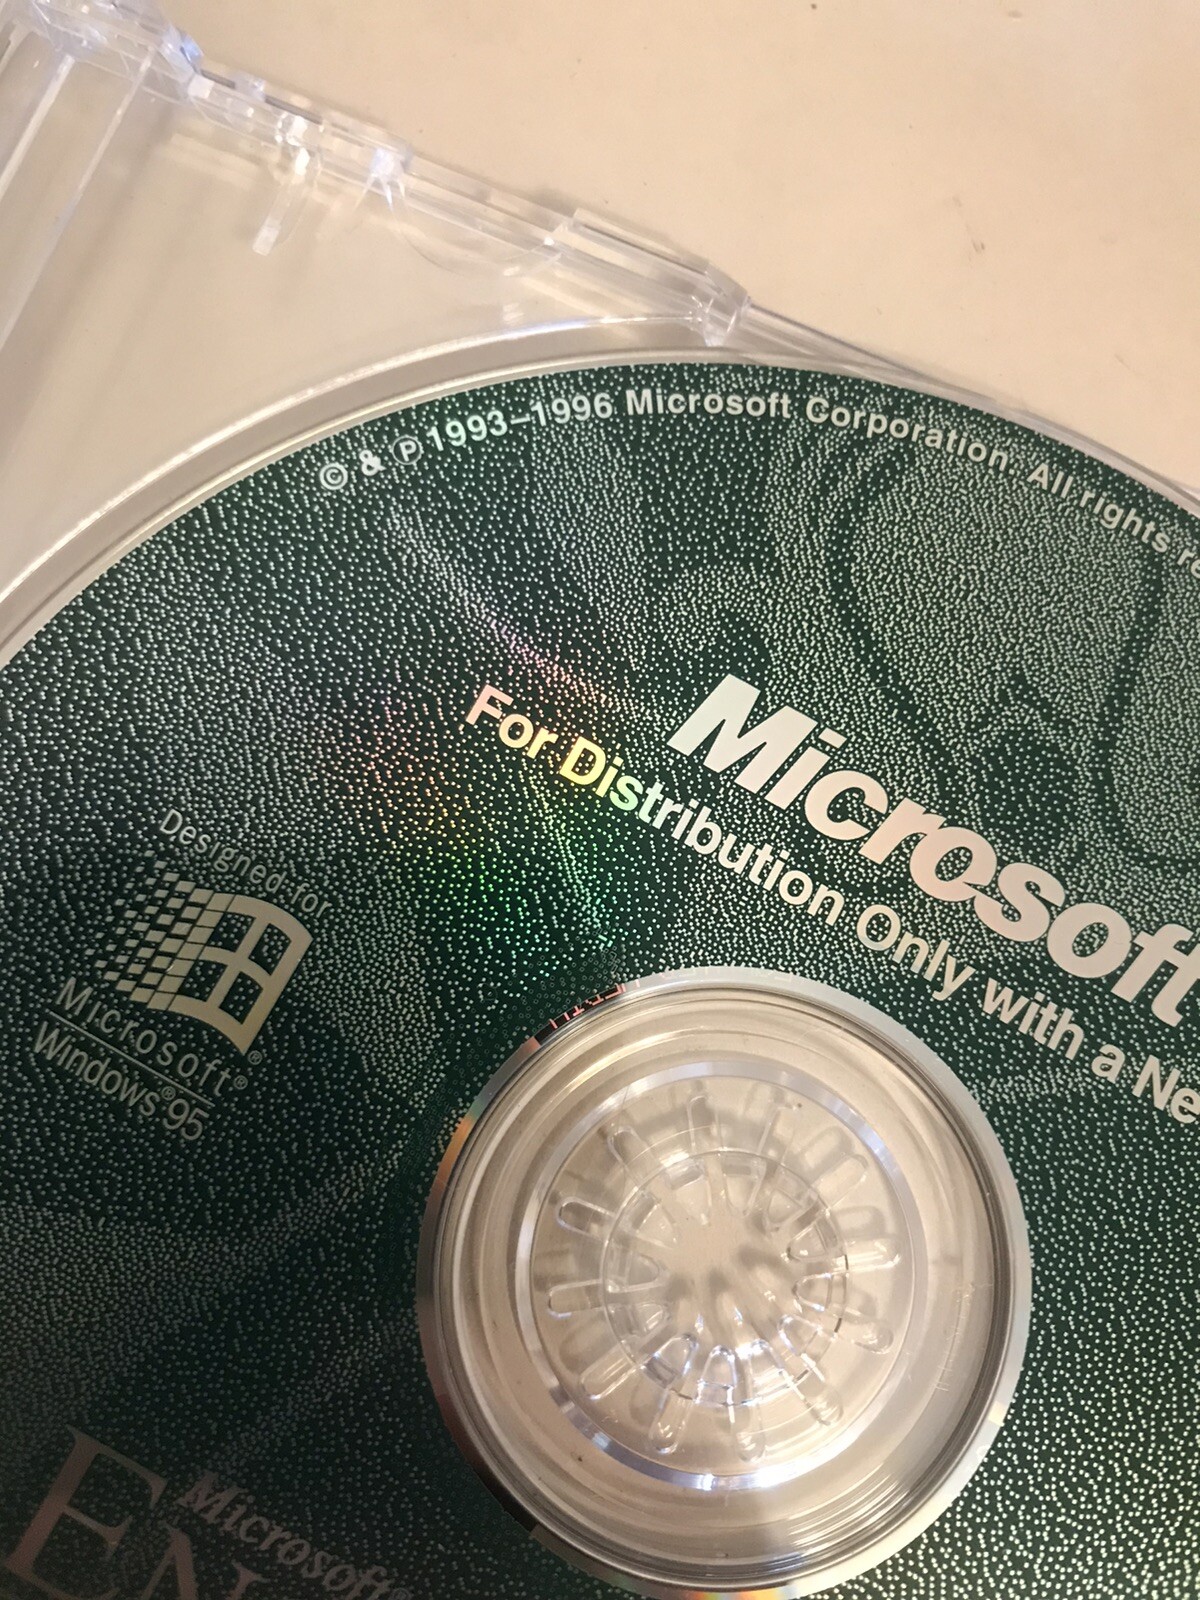 © & ℗ 1993–1996 Microsoft Corporation. All rights re
Microsoft
For Distribution Only with a Ne
Designed for
Microsoft®
Windows®95
Microsoft®
EN